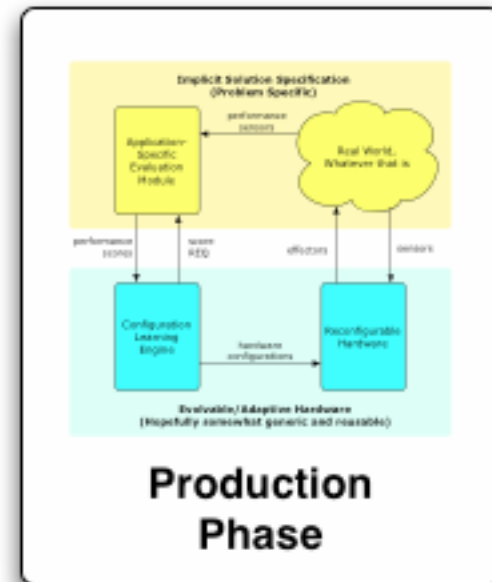 Implicit Solution Specification
(Problem Specific)
performance
sensors
Application-
Specific
Evaluation
Module
Real World,
Whatever that is
performance
scores
score
REQ
effectors
sensors
Configuration
Learning
Engine
hardware
configurations
Reconfigurable
Hardware
Evolvable/Adaptive Hardware
(Hopefully somewhat generic and reusable)
Production
Phase